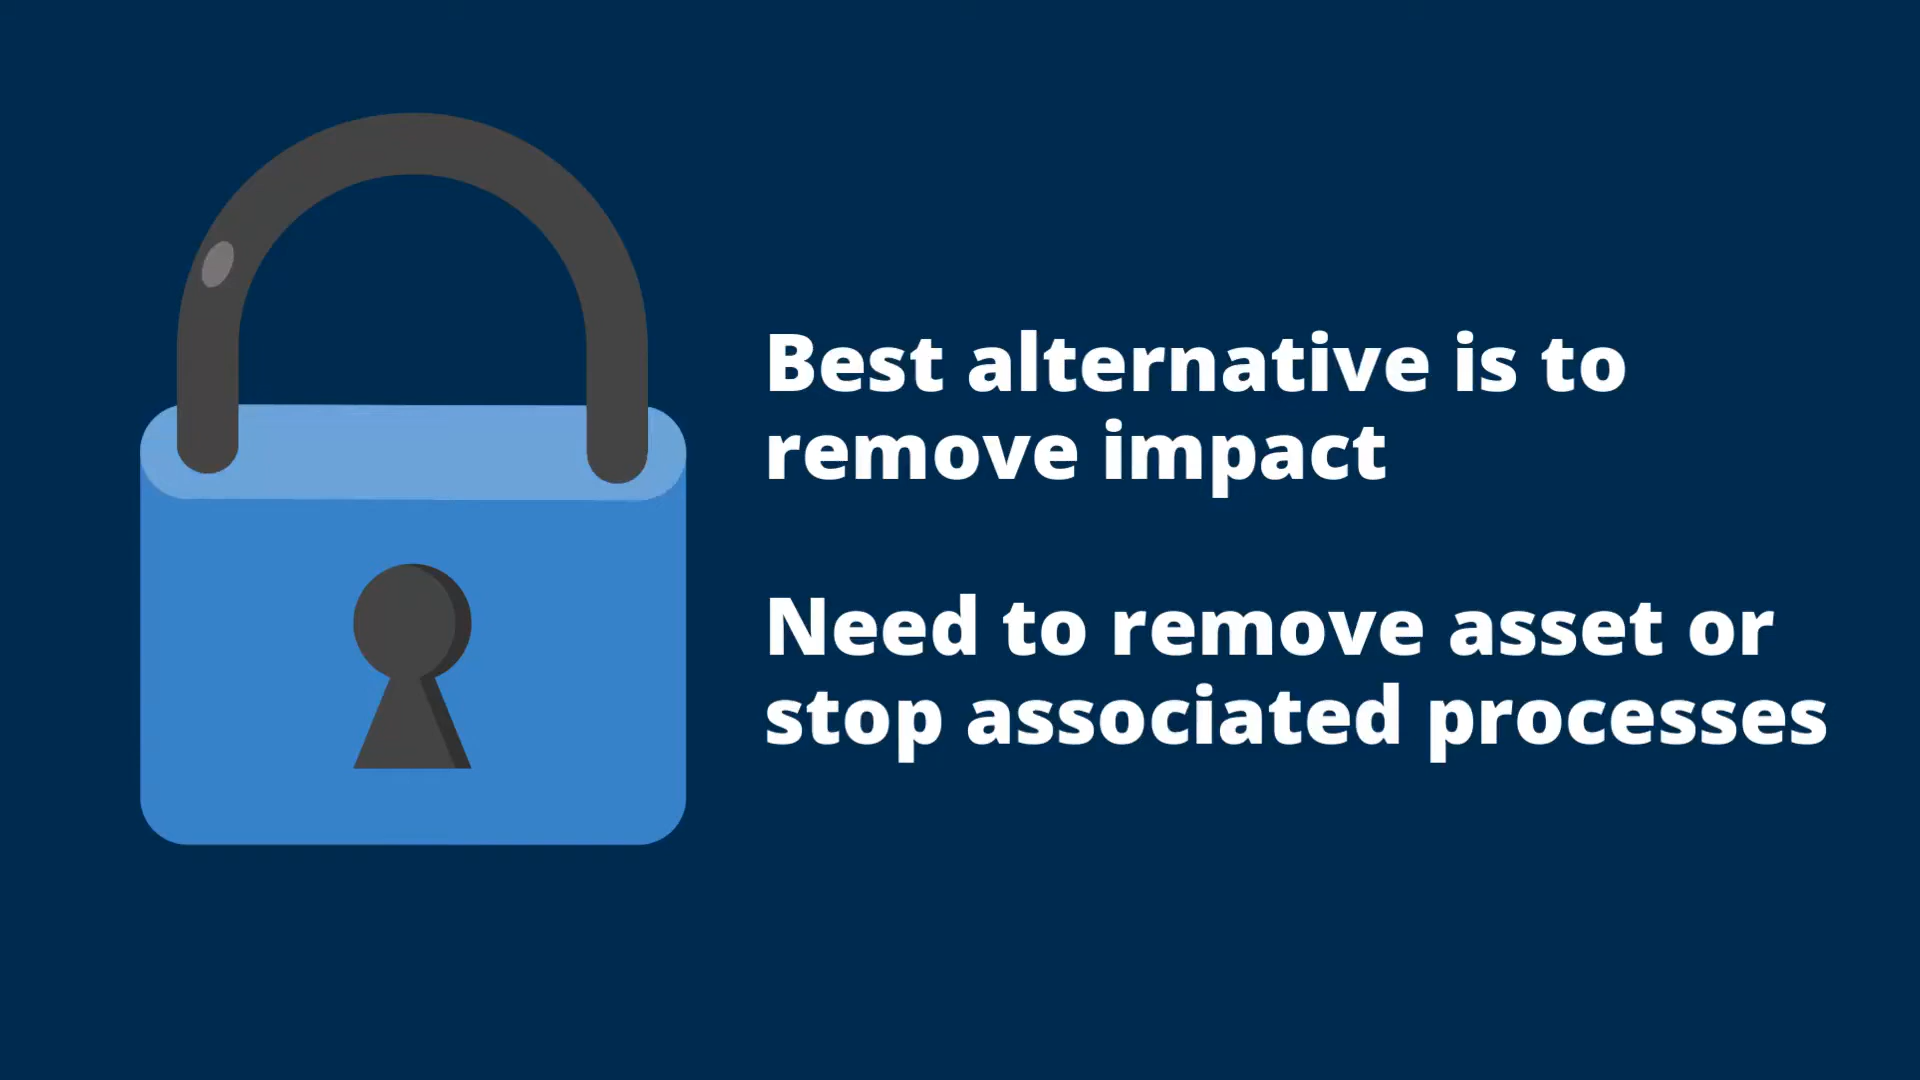 Best alternative is to
remove impact
Need to remove asset or
stop associated processes